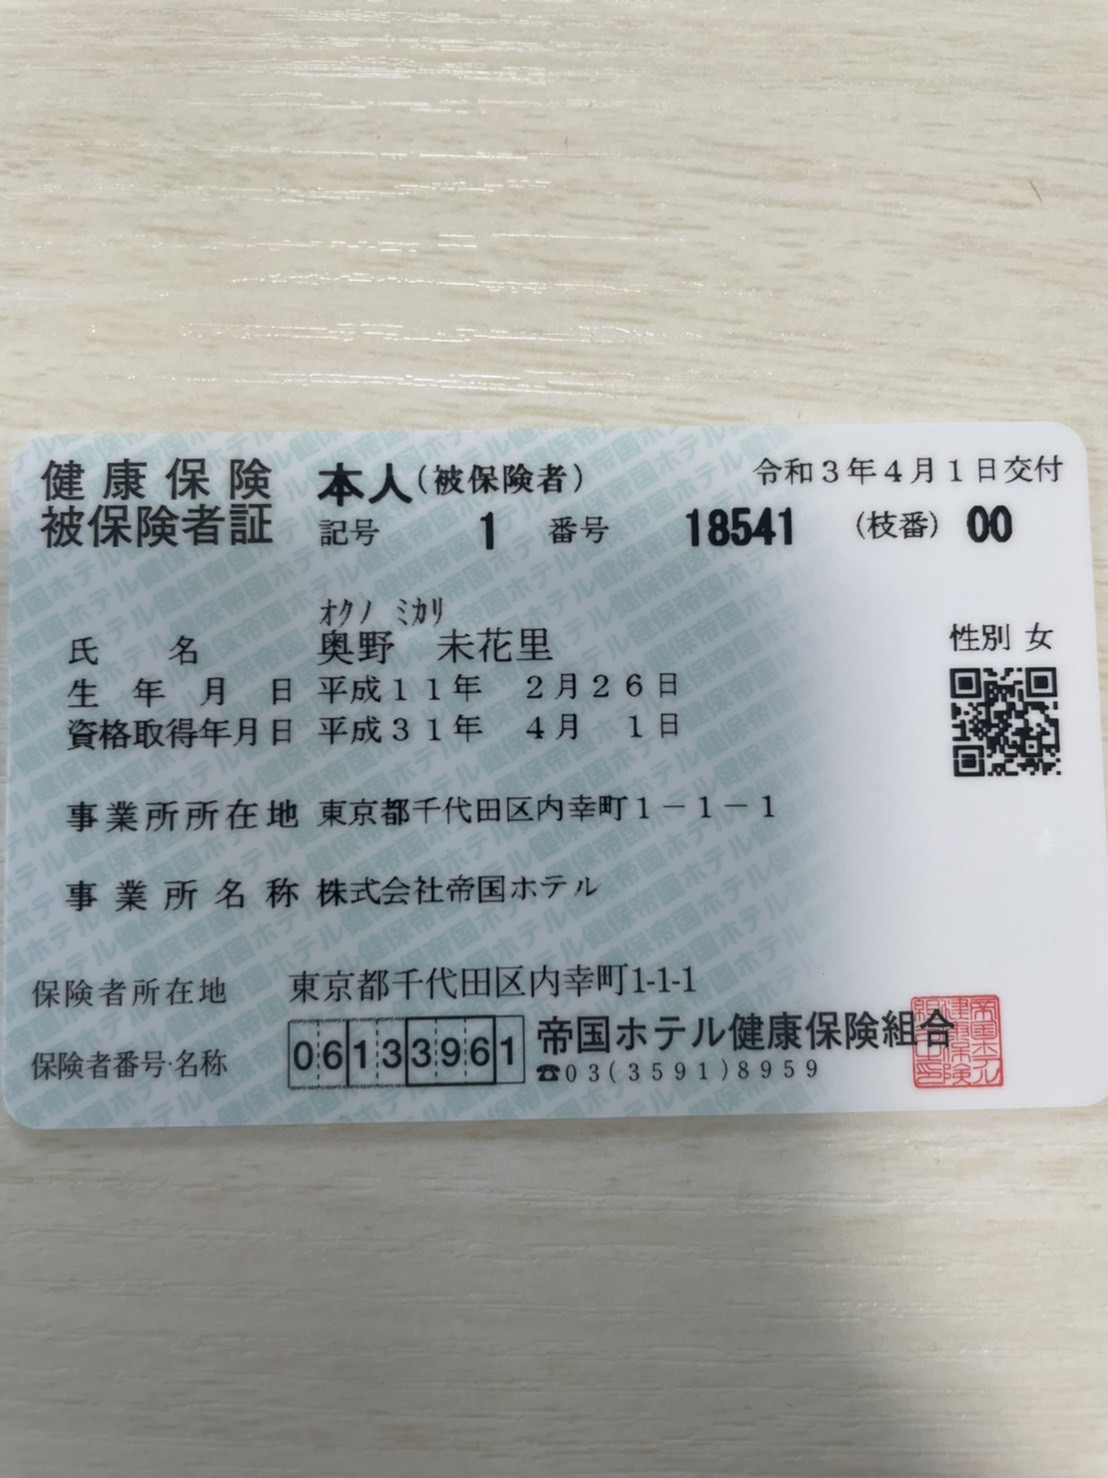 健康保険 本人(被保険者) 令和3年4月1日交付
被保険者証 記号 1 番号 18541 (枝番) 00
オクノ ミカリ
氏名 奥野 未花里 性別 女
生年月日 平成11年 2月26日
資格取得年月日 平成31年 4月 1日
事業所所在地 東京都千代田区内幸町1-1-1
事業所名称 株式会社帝国ホテル
保険者所在地 東京都千代田区内幸町1-1-1
保険者番号・名称 06133961 帝国ホテル健康保険組合
☎03(3591)8959